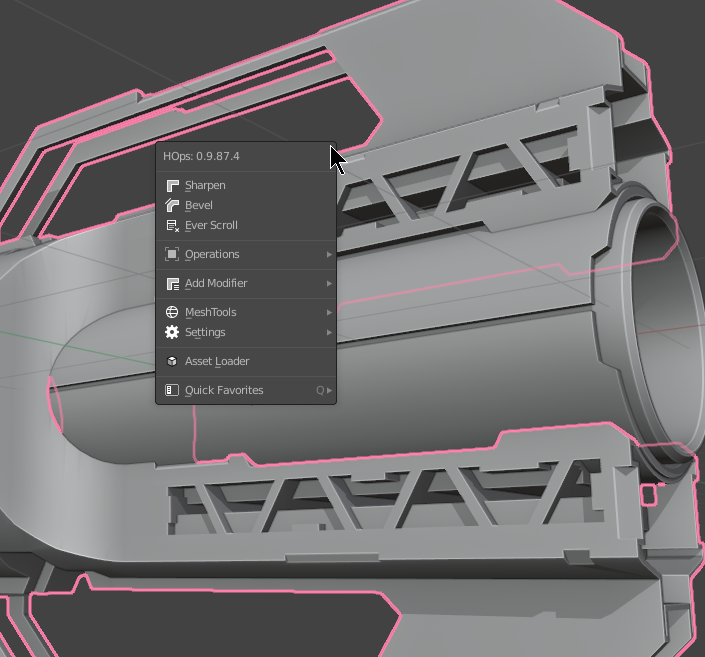 HOps: 0.9.87.4
Sharpen
Bevel
Ever Scroll
Operations
Add Modifier
MeshTools
Settings
Asset Loader
Quick Favorites Q